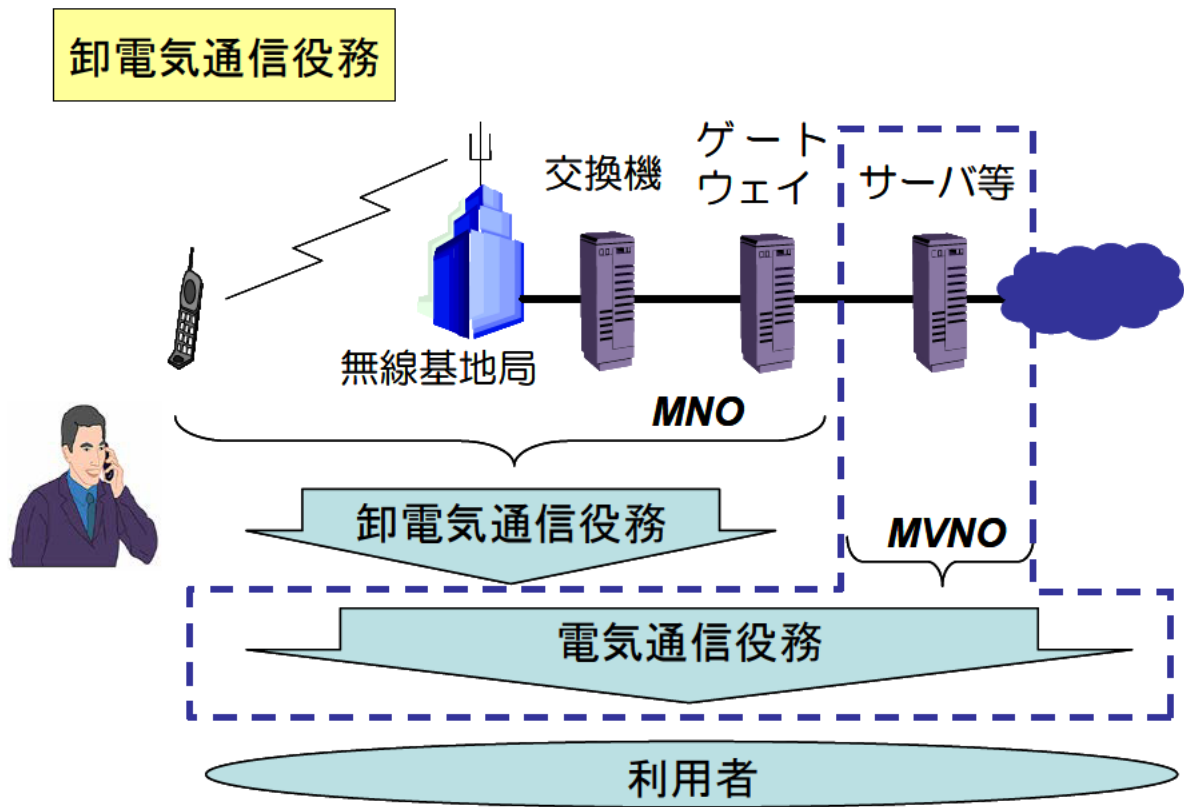 卸電気通信役務
交換機
ゲート
ウェイ
サーバ等
無線基地局
MNO
卸電気通信役務
MVNO
電気通信役務
利用者